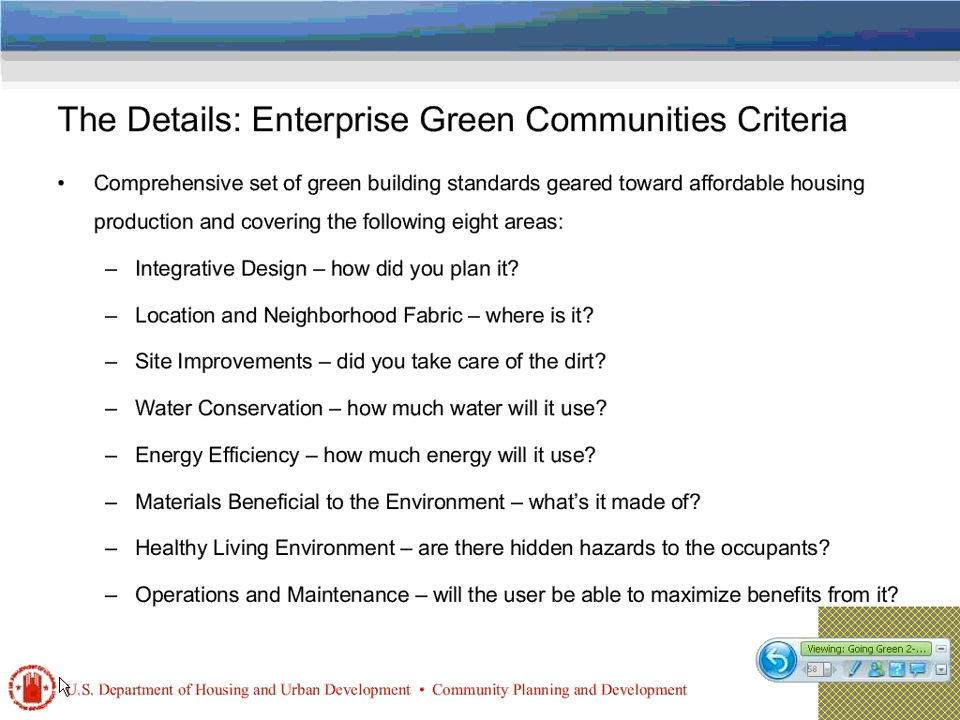 The Details: Enterprise Green Communities Criteria
• Comprehensive set of green building standards geared toward affordable housing
production and covering the following eight areas:
– Integrative Design – how did you plan it?
– Location and Neighborhood Fabric – where is it?
– Site Improvements – did you take care of the dirt?
– Water Conservation – how much water will it use?
– Energy Efficiency – how much energy will it use?
– Materials Beneficial to the Environment – what's it made of?
– Healthy Living Environment – are there hidden hazards to the occupants?
– Operations and Maintenance – will the user be able to maximize benefits from it?
Viewing: Going Green 2-...
58
U.S. Department of Housing and Urban Development • Community Planning and Development